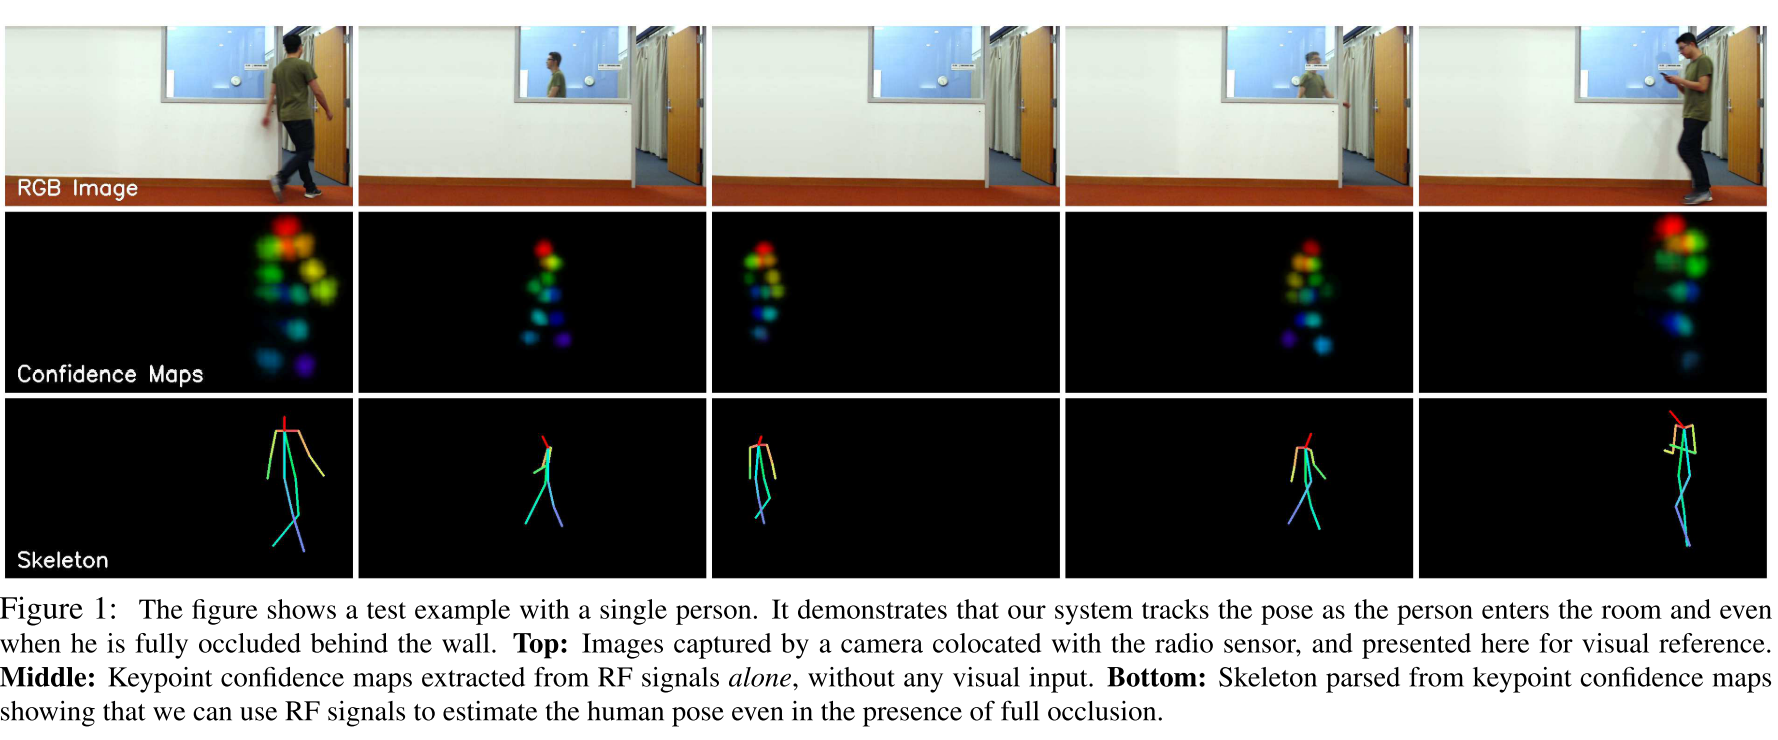 RGB Image
Confidence Maps
Skeleton
Figure 1: The figure shows a test example with a single person. It demonstrates that our system tracks the pose as the person enters the room and even
when he is fully occluded behind the wall. Top: Images captured by a camera colocated with the radio sensor, and presented here for visual reference.
Middle: Keypoint confidence maps extracted from RF signals alone, without any visual input. Bottom: Skeleton parsed from keypoint confidence maps
showing that we can use RF signals to estimate the human pose even in the presence of full occlusion.